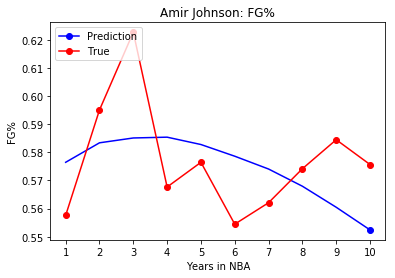 Amir Johnson: FG%
Prediction
True
FG%
0.62
0.61
0.60
0.59
0.58
0.57
0.56
0.55
1 2 3 4 5 6 7 8 9 10
Years in NBA